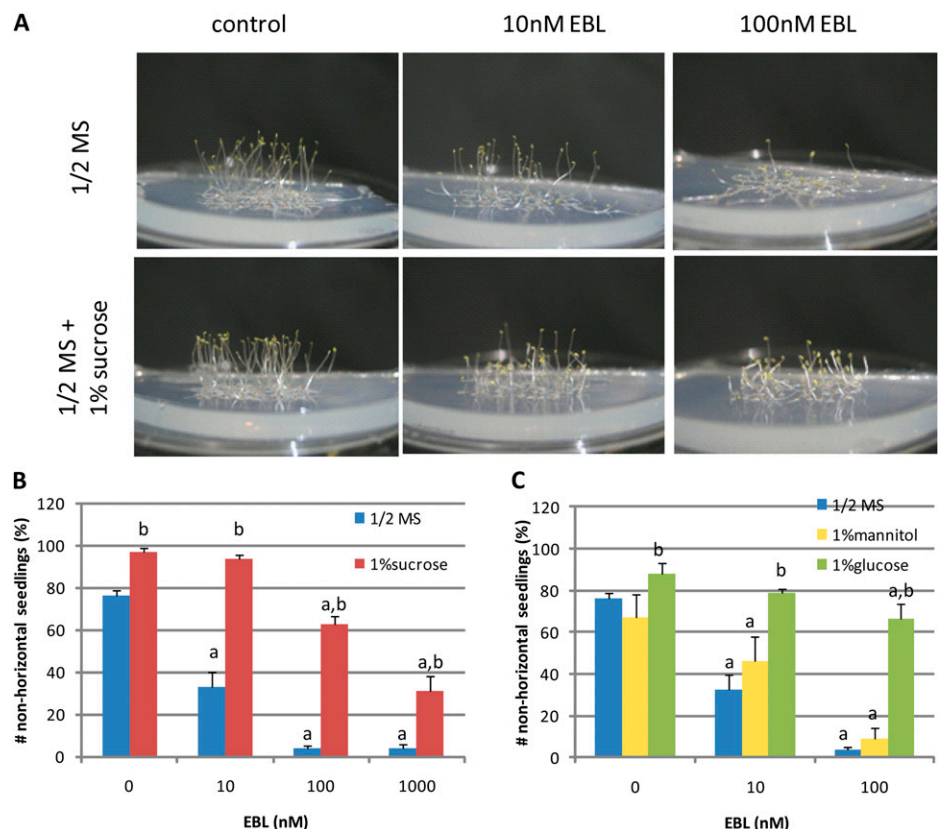 A
control
10nM EBL
100nM EBL
1/2 MS
1/2 MS +
1% sucrose
B
# non-horizontal seedlings (%)
120
100
80
60
40
20
0
b
b
a
a,b
a
a,b
a
1/2 MS
1%sucrose
0
10
100
1000
EBL (nM)
C
# non-horizontal seedlings (%)
120
100
80
60
40
20
0
b
a
a
b
a
a
a,b
1/2 MS
1%mannitol
1%glucose
0
10
100
EBL (nM)